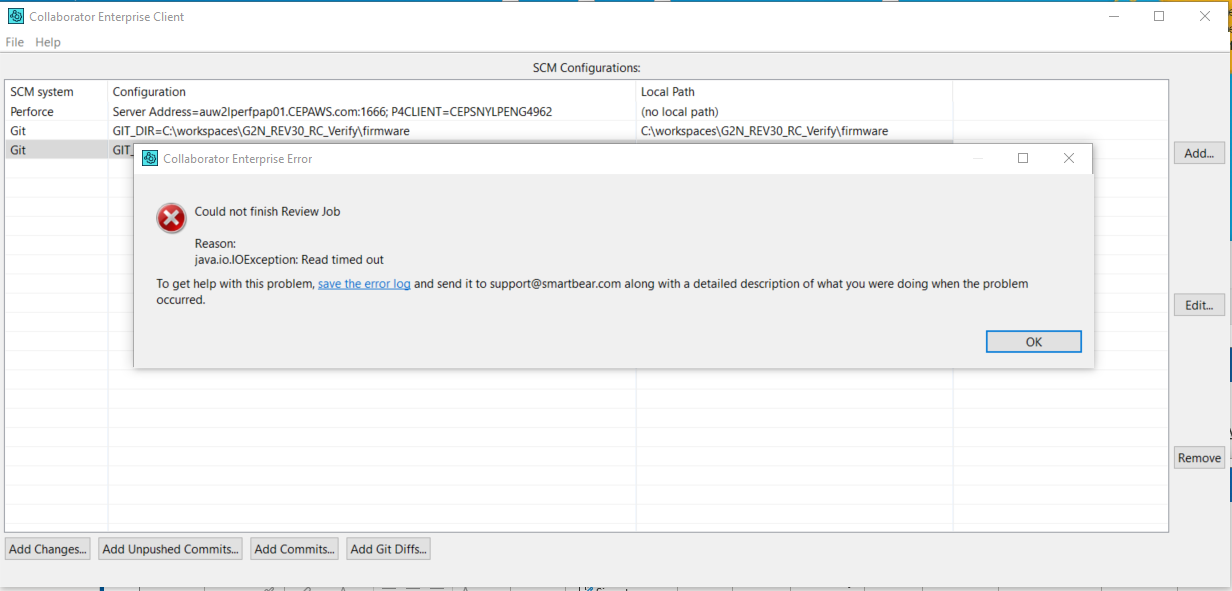 Collaborator Enterprise Client
File Help
SCM Configurations:
SCM system Configuration Local Path
Perforce Server Address=auw2lperfpap01.CEPAWS.com:1666; P4CLIENT=CEPSNYLPENG4962 (no local path)
Git GIT_DIR=C:\workspaces\G2N_REV30_RC_Verify\firmware C:\workspaces\G2N_REV30_RC_Verify\firmware
Git GIT_
Add...
Collaborator Enterprise Error
Could not finish Review Job
Reason:
java.io.IOException: Read timed out
To get help with this problem, save the error log and send it to support@smartbear.com along with a detailed description of what you were doing when the problem
occurred.
OK
Edit...
Remove
Add Changes... Add Unpushed Commits... Add Commits... Add Git Diffs...